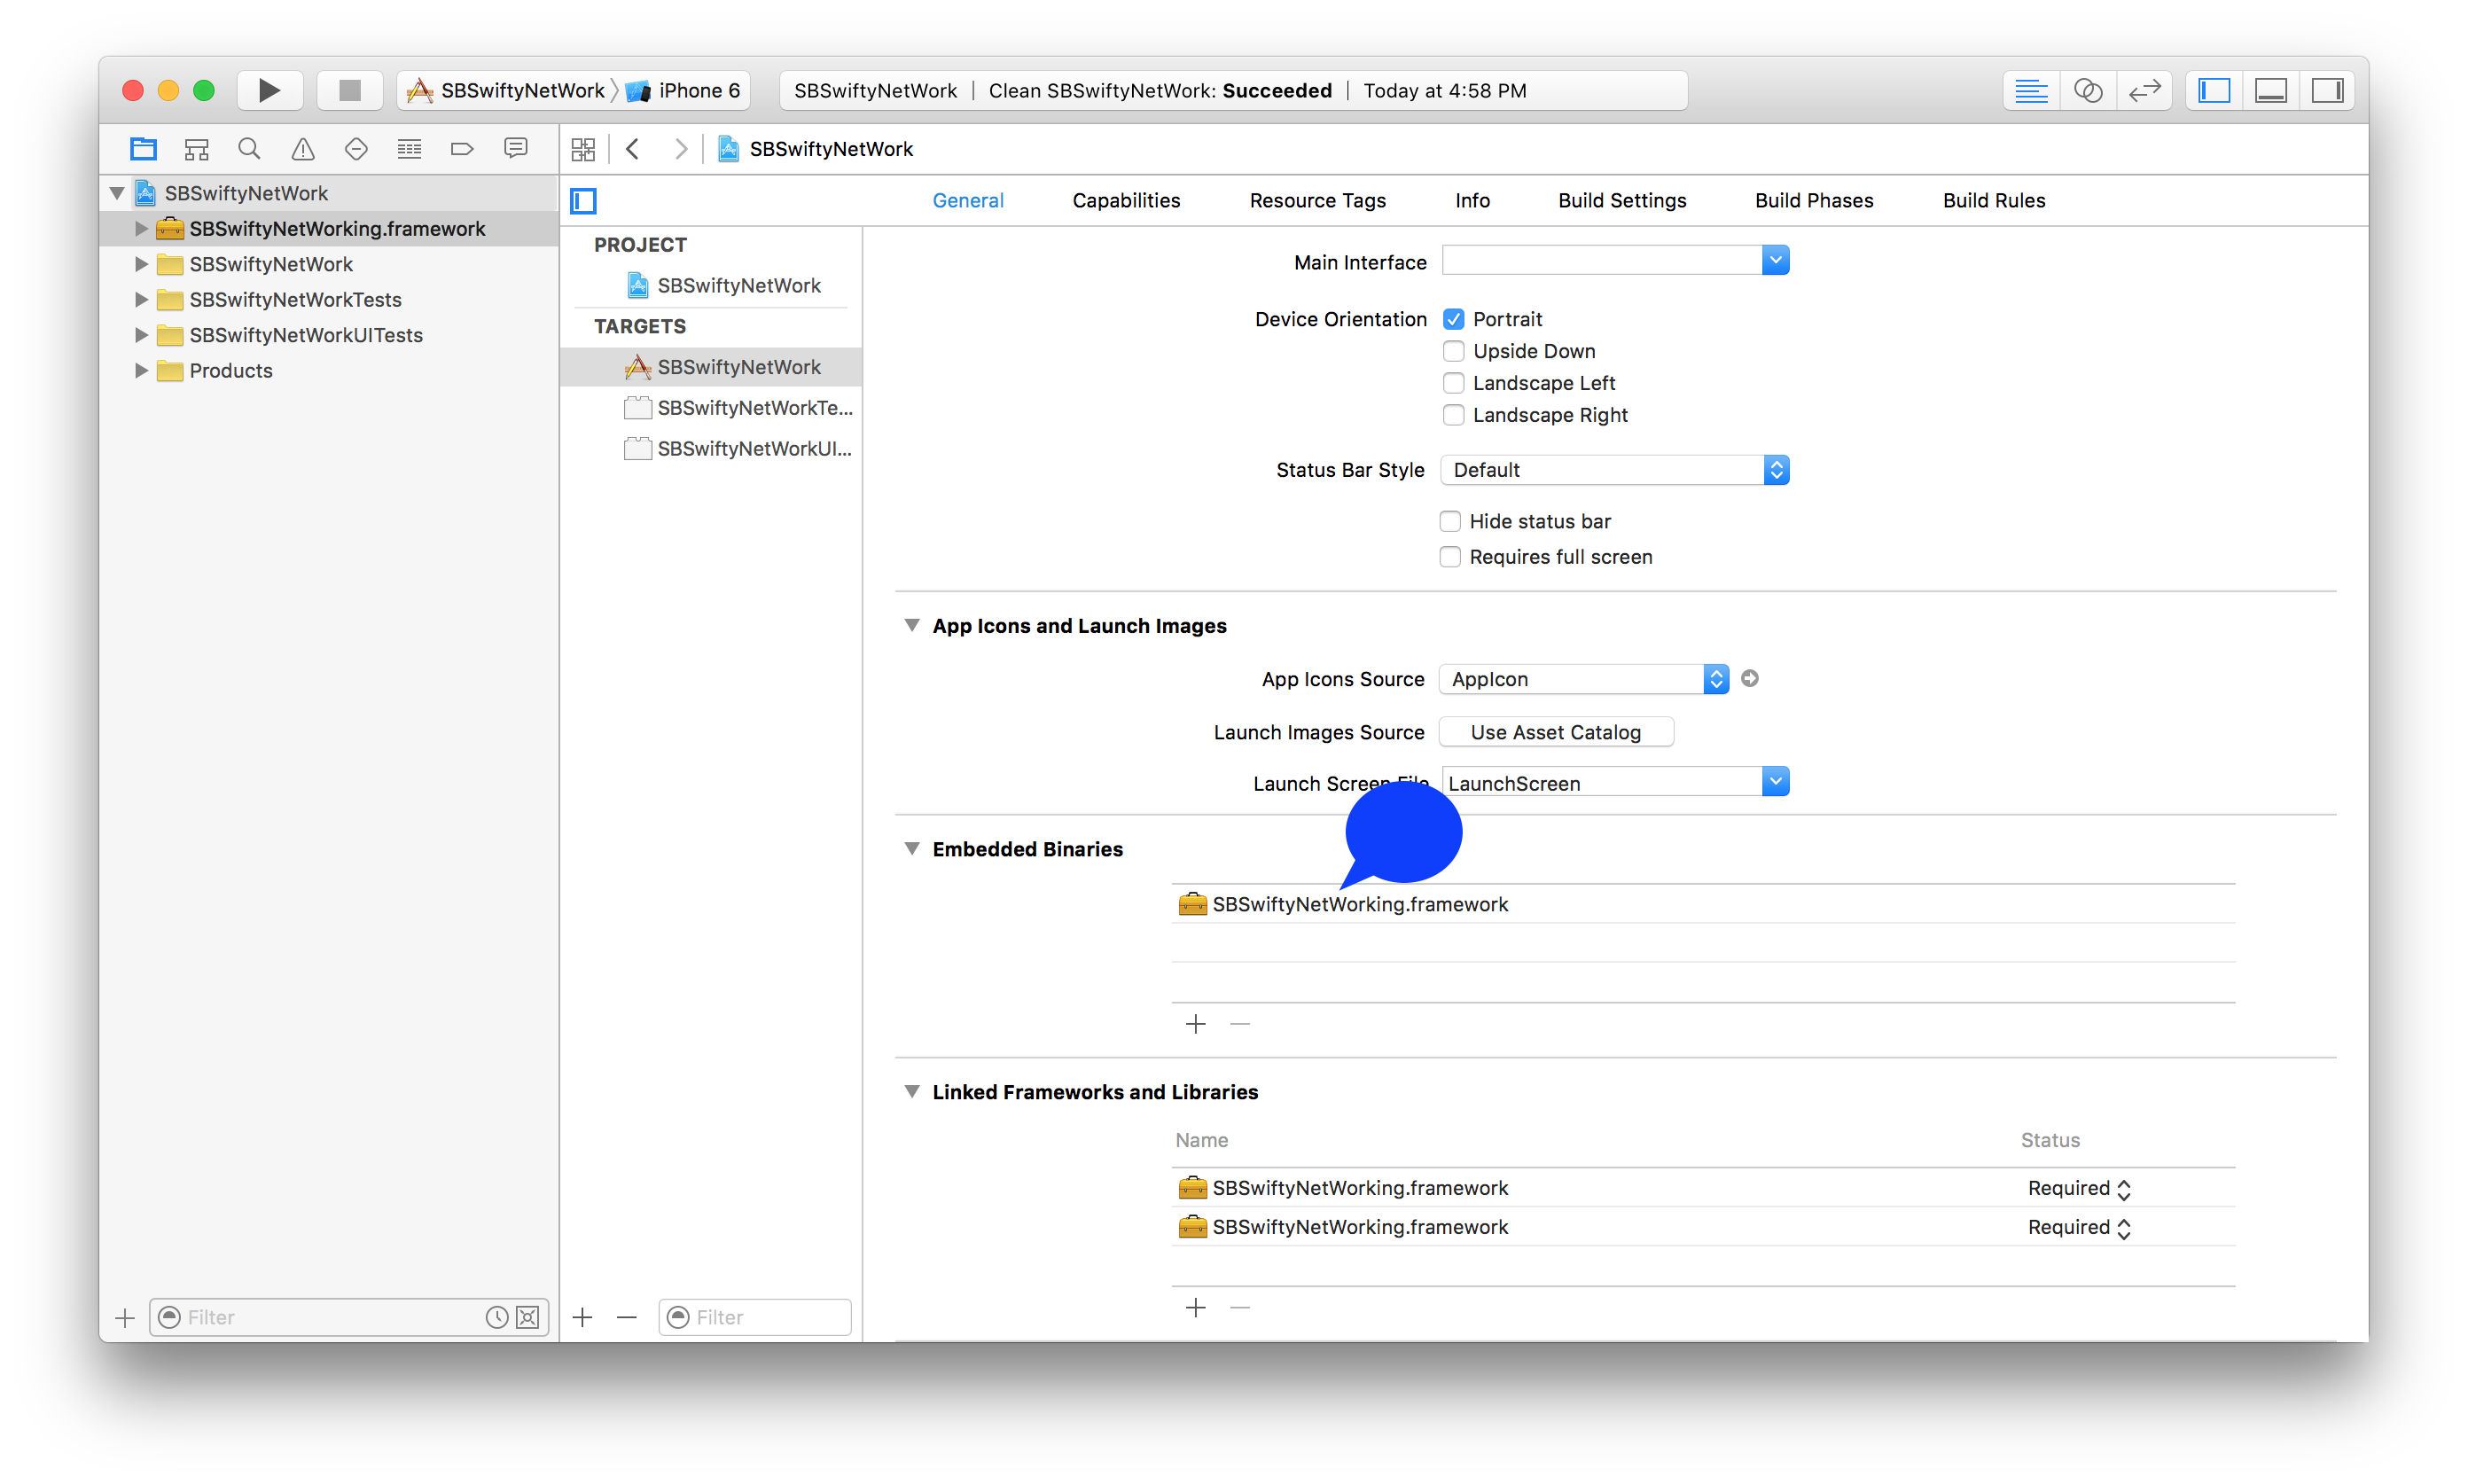 SBSwiftyNetWork
iPhone 6
SBSwiftyNetWork | Clean SBSwiftyNetWork: Succeeded | Today at 4:58 PM
SBSwiftyNetWork
SBSwiftyNetWork
SBSwiftyNetWorking.framework
SBSwiftyNetWork
SBSwiftyNetWorkTests
SBSwiftyNetWorkUITests
Products
Filter
General
Capabilities
Resource Tags
Info
Build Settings
Build Phases
Build Rules
PROJECT
SBSwiftyNetWork
TARGETS
SBSwiftyNetWork
SBSwiftyNetWorkTe...
SBSwiftyNetWorkUI...
Filter
Main Interface
Device Orientation
Portrait
Upside Down
Landscape Left
Landscape Right
Status Bar Style
Default
Hide status bar
Requires full screen
App Icons and Launch Images
App Icons Source
AppIcon
Launch Images Source
Use Asset Catalog
Launch Screen File
LaunchScreen
Embedded Binaries
SBSwiftyNetWorking.framework
Linked Frameworks and Libraries
Name
Status
SBSwiftyNetWorking.framework
Required
SBSwiftyNetWorking.framework
Required